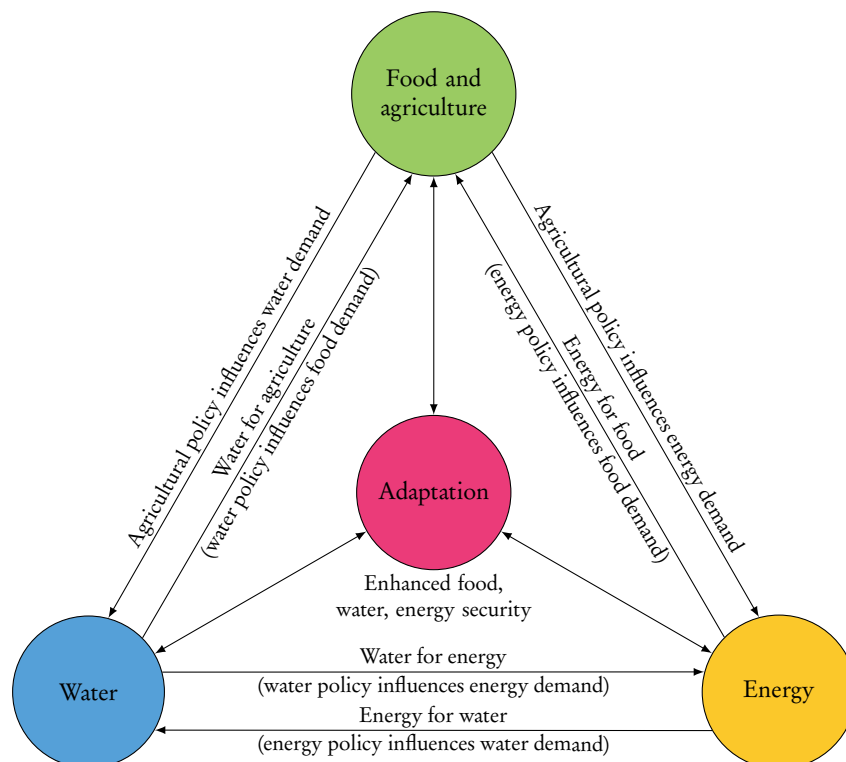 Food and
agriculture
Agricultural policy influences water demand
Water for agriculture
(water policy influences food demand)
Agricultural policy influences energy demand
Energy for food
(energy policy influences food demand)
Adaptation
Enhanced food,
water, energy security
Water
Water for energy
(water policy influences energy demand)
Energy for water
(energy policy influences water demand)
Energy